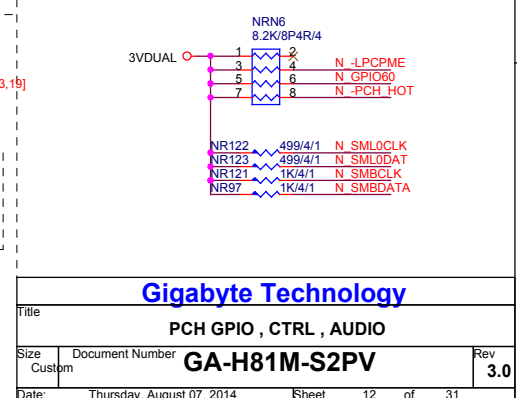 NRN6
8.2K/8P4R/4
3VDUAL
1 2
3 4 N_-LPCPME
5 6 N_GPIO60
7 8 N_-PCH_HOT
3,19]
NR122 499/4/1 N_SML0CLK
NR123 499/4/1 N_SML0DAT
NR121 1K/4/1 N_SMBCLK
NR97 1K/4/1 N_SMBDATA
Gigabyte Technology
Title
PCH GPIO , CTRL , AUDIO
Size Document Number Rev
Custom GA-H81M-S2PV 3.0
Date: Thursday, August 07, 2014 Sheet 12 of 31